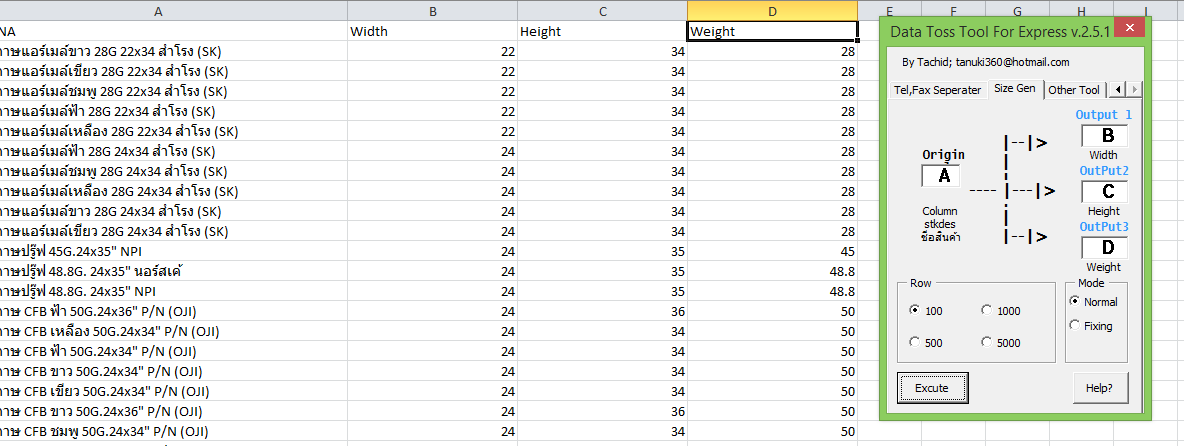 A B C D E F G H I
NA Width Height Weight
าษแอร์เมล์ขาว 28G 22x34 สำโรง (SK) 22 34 28
าษแอร์เมล์เขียว 28G 22x34 สำโรง (SK) 22 34 28
าษแอร์เมล์ชมพู 28G 22x34 สำโรง (SK) 22 34 28
าษแอร์เมล์ฟ้า 28G 22x34 สำโรง (SK) 22 34 28
าษแอร์เมล์เหลือง 28G 22x34 สำโรง (SK) 22 34 28
าษแอร์เมล์ฟ้า 28G 24x34 สำโรง (SK) 24 34 28
าษแอร์เมล์ชมพู 28G 24x34 สำโรง (SK) 24 34 28
าษแอร์เมล์เหลือง 28G 24x34 สำโรง (SK) 24 34 28
าษแอร์เมล์ขาว 28G 24x34 สำโรง (SK) 24 34 28
าษแอร์เมล์เขียว 28G 24x34 สำโรง (SK) 24 34 28
าษปรู๊ฟ 45G.24x35" NPI 24 35 45
าษปรู๊ฟ 48.8G. 24x35" นอร์สเค้ 24 35 48.8
าษปรู๊ฟ 48.8G. 24x35" NPI 24 35 48.8
าษ CFB ฟ้า 50G.24x36" P/N (OJI) 24 36 50
าษ CFB เหลือง 50G.24x34" P/N (OJI) 24 34 50
าษ CFB ฟ้า 50G.24x34" P/N (OJI) 24 34 50
าษ CFB ขาว 50G.24x34" P/N (OJI) 24 34 50
าษ CFB เขียว 50G.24x34" P/N (OJI) 24 34 50
าษ CFB ขาว 50G.24x36" P/N (OJI) 24 36 50
าษ CFB ชมพู 50G.24x34" P/N (OJI) 24 34 50
Data Toss Tool For Express v.2.5.1
By Tachid; tanuki360@hotmail.com
Tel,Fax Seperater Size Gen Other Tool
Output 1
B
Width
Origin
A
OutPut2
C
Height
Column
stkdes
ชื่อสินค้า
OutPut3
D
Weight
Row
100 1000
500 5000
Mode
Normal
Fixing
Excute Help?